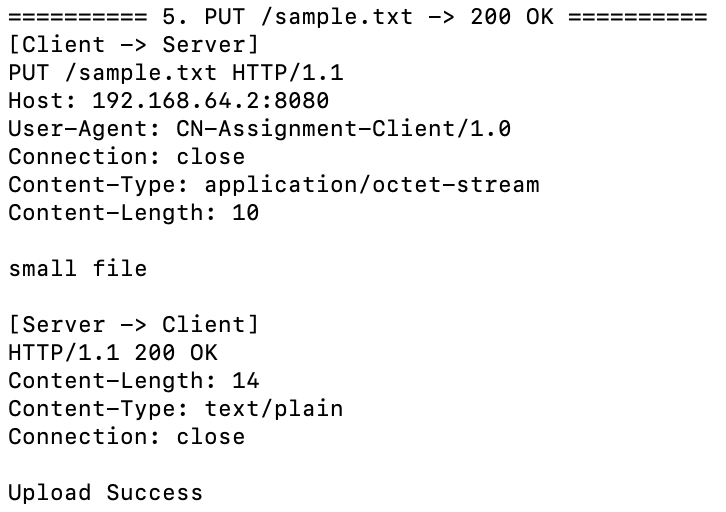 ========== 5. PUT /sample.txt -> 200 OK ==========
[Client -> Server]
PUT /sample.txt HTTP/1.1
Host: 192.168.64.2:8080
User-Agent: CN-Assignment-Client/1.0
Connection: close
Content-Type: application/octet-stream
Content-Length: 10

small file

[Server -> Client]
HTTP/1.1 200 OK
Content-Length: 14
Content-Type: text/plain
Connection: close

Upload Success